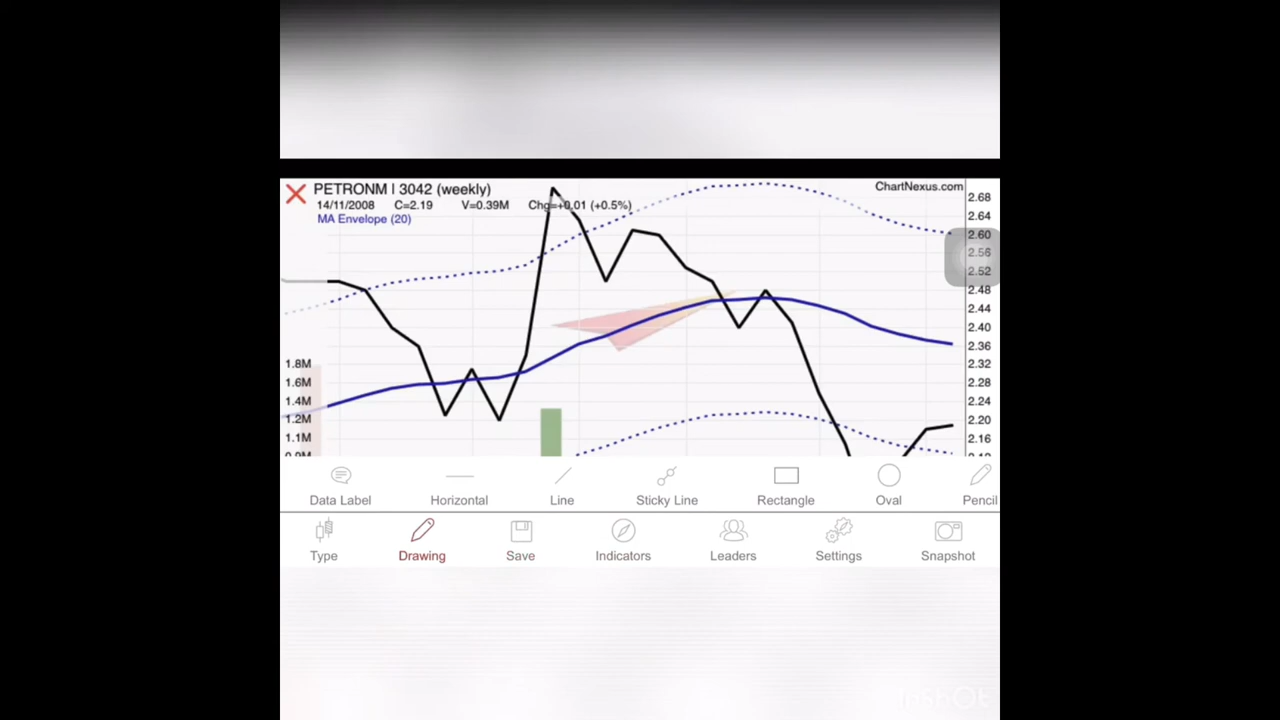 PETRONM | 3042 (weekly)
ChartNexus.com
14/11/2008 C=2.19 V=0.39M Chg=+0.01 (+0.5%)
MA Envelope (20)
2.68
2.64
2.60
2.56
2.52
2.48
2.44
2.40
2.36
2.32
2.28
2.24
2.20
2.16
1.8M
1.6M
1.4M
1.2M
1.1M
Data Label Horizontal Line Sticky Line Rectangle Oval Pencil
Type Drawing Save Indicators Leaders Settings Snapshot